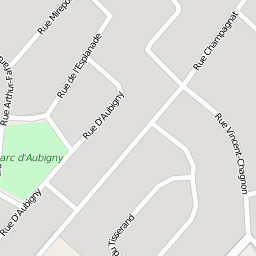 Rue Mirepo
Rue de l'Esplanade
Rue Champagnat
Rue Arthur-Fa
Rue D'Aubigny
Rue Vincent-Chagnon
arc d'Aubigny
Rue D'Aubigny
Tisserand